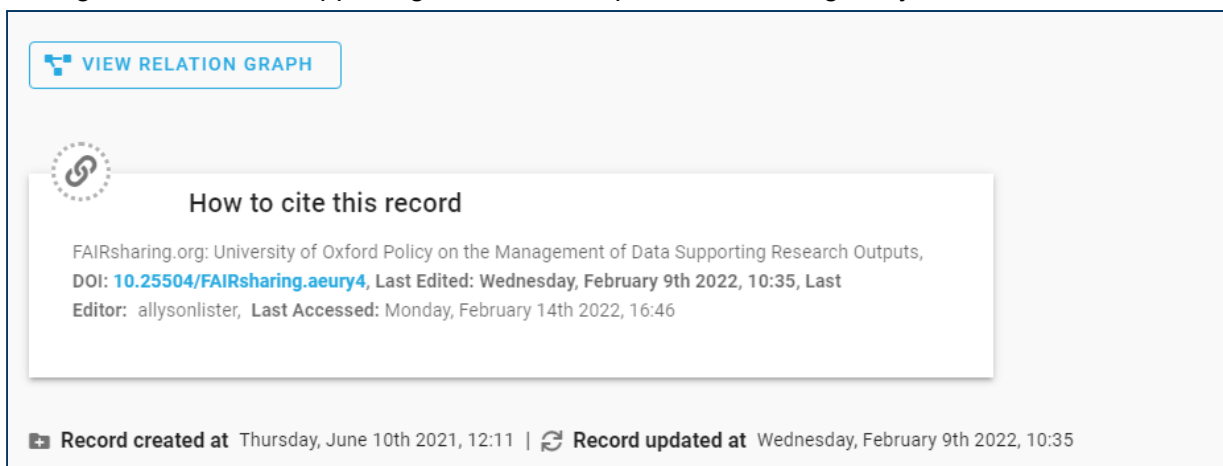 VIEW RELATION GRAPH
How to cite this record
FAIRsharing.org: University of Oxford Policy on the Management of Data Supporting Research Outputs,
DOI: 10.25504/FAIRsharing.aeury4, Last Edited: Wednesday, February 9th 2022, 10:35, Last
Editor: allysonlister, Last Accessed: Monday, February 14th 2022, 16:46
Record created at Thursday, June 10th 2021, 12:11 | Record updated at Wednesday, February 9th 2022, 10:35